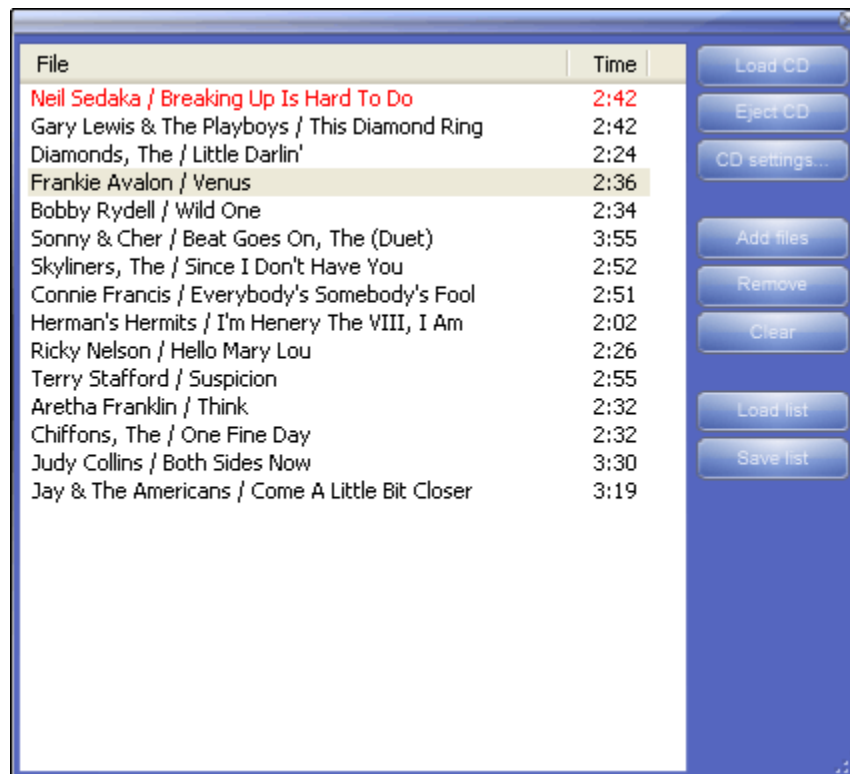 File Time
Neil Sedaka / Breaking Up Is Hard To Do 2:42
Gary Lewis & The Playboys / This Diamond Ring 2:42
Diamonds, The / Little Darlin' 2:24
Frankie Avalon / Venus 2:36
Bobby Rydell / Wild One 2:34
Sonny & Cher / Beat Goes On, The (Duet) 3:55
Skyliners, The / Since I Don't Have You 2:52
Connie Francis / Everybody's Somebody's Fool 2:51
Herman's Hermits / I'm Henery The VIII, I Am 2:02
Ricky Nelson / Hello Mary Lou 2:26
Terry Stafford / Suspicion 2:55
Aretha Franklin / Think 2:32
Chiffons, The / One Fine Day 2:32
Judy Collins / Both Sides Now 3:30
Jay & The Americans / Come A Little Bit Closer 3:19
Load CD
Eject CD
CD settings...
Add files
Remove
Clear
Load list
Save list